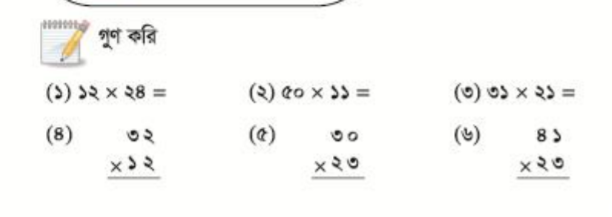 গুণ করি
(১) ১২ × ২৪ = (২) ৫০ × ১১ = (৩) ৩১ × ২১ =
(৪) ৩২ (৫) ৩০ (৬) ৪১
×১২ ×২৩ ×২৩